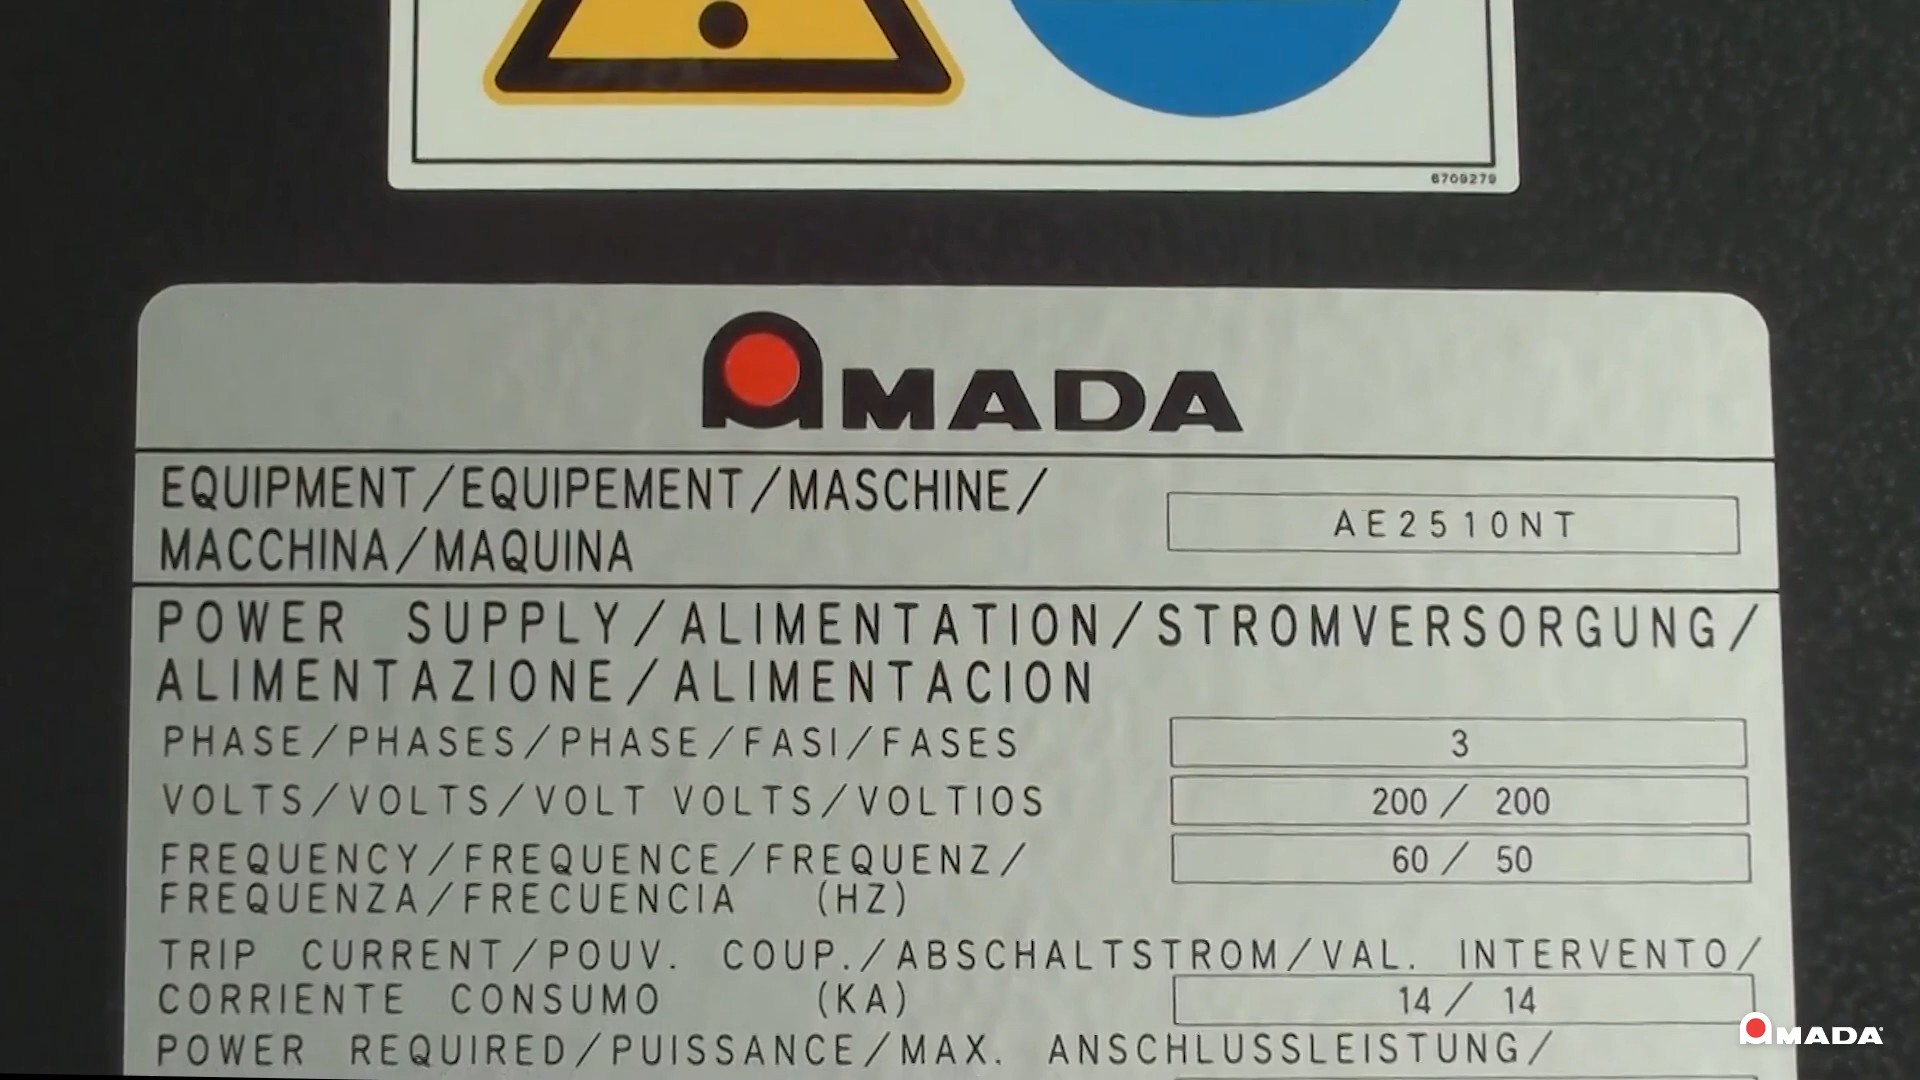 6709279
AMADA
EQUIPMENT/EQUIPEMENT/MASCHINE/
MACCHINA/MAQUINA
AE2510NT
POWER SUPPLY/ALIMENTATION/STROMVERSORGUNG/
ALIMENTAZIONE/ALIMENTACION
PHASE/PHASES/PHASE/FASI/FASES
3
VOLTS/VOLTS/VOLT VOLTS/VOLTIOS
200/ 200
FREQUENCY/FREQUENCE/FREQUENZ/
60/ 50
FREQUENZA/FRECUENCIA (HZ)
TRIP CURRENT/POUV. COUP./ABSCHALTSTROM/VAL. INTERVENTO/
CORRIENTE CONSUMO (KA)
14/ 14
POWER REQUIRED/PUISSANCE/MAX. ANSCHLUSSLEISTUNG/
AMADA